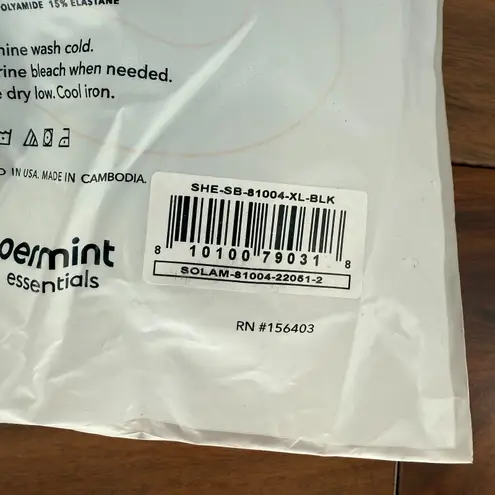 OLYAMIDE 15% ELASTANE
hine wash cold.
rine bleach when needed.
dry low. Cool iron.
IN USA. MADE IN CAMBODIA.
SHE-SB-81004-XL-BLK
8 10100 79031 8
SOLAM-81004-22051-2
permint
essentials
RN #156403